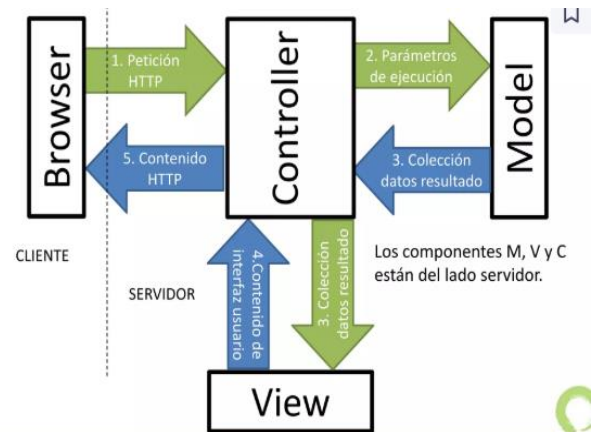 Browser
1. Petición
HTTP
Controller
2. Parámetros
de ejecución
Model
5. Contenido
HTTP
3. Colección
datos resultado
CLIENTE
SERVIDOR
4.Contenido de
interfaz usuario
3. Colección
datos resultado
Los componentes M, V y C
están del lado servidor.
View